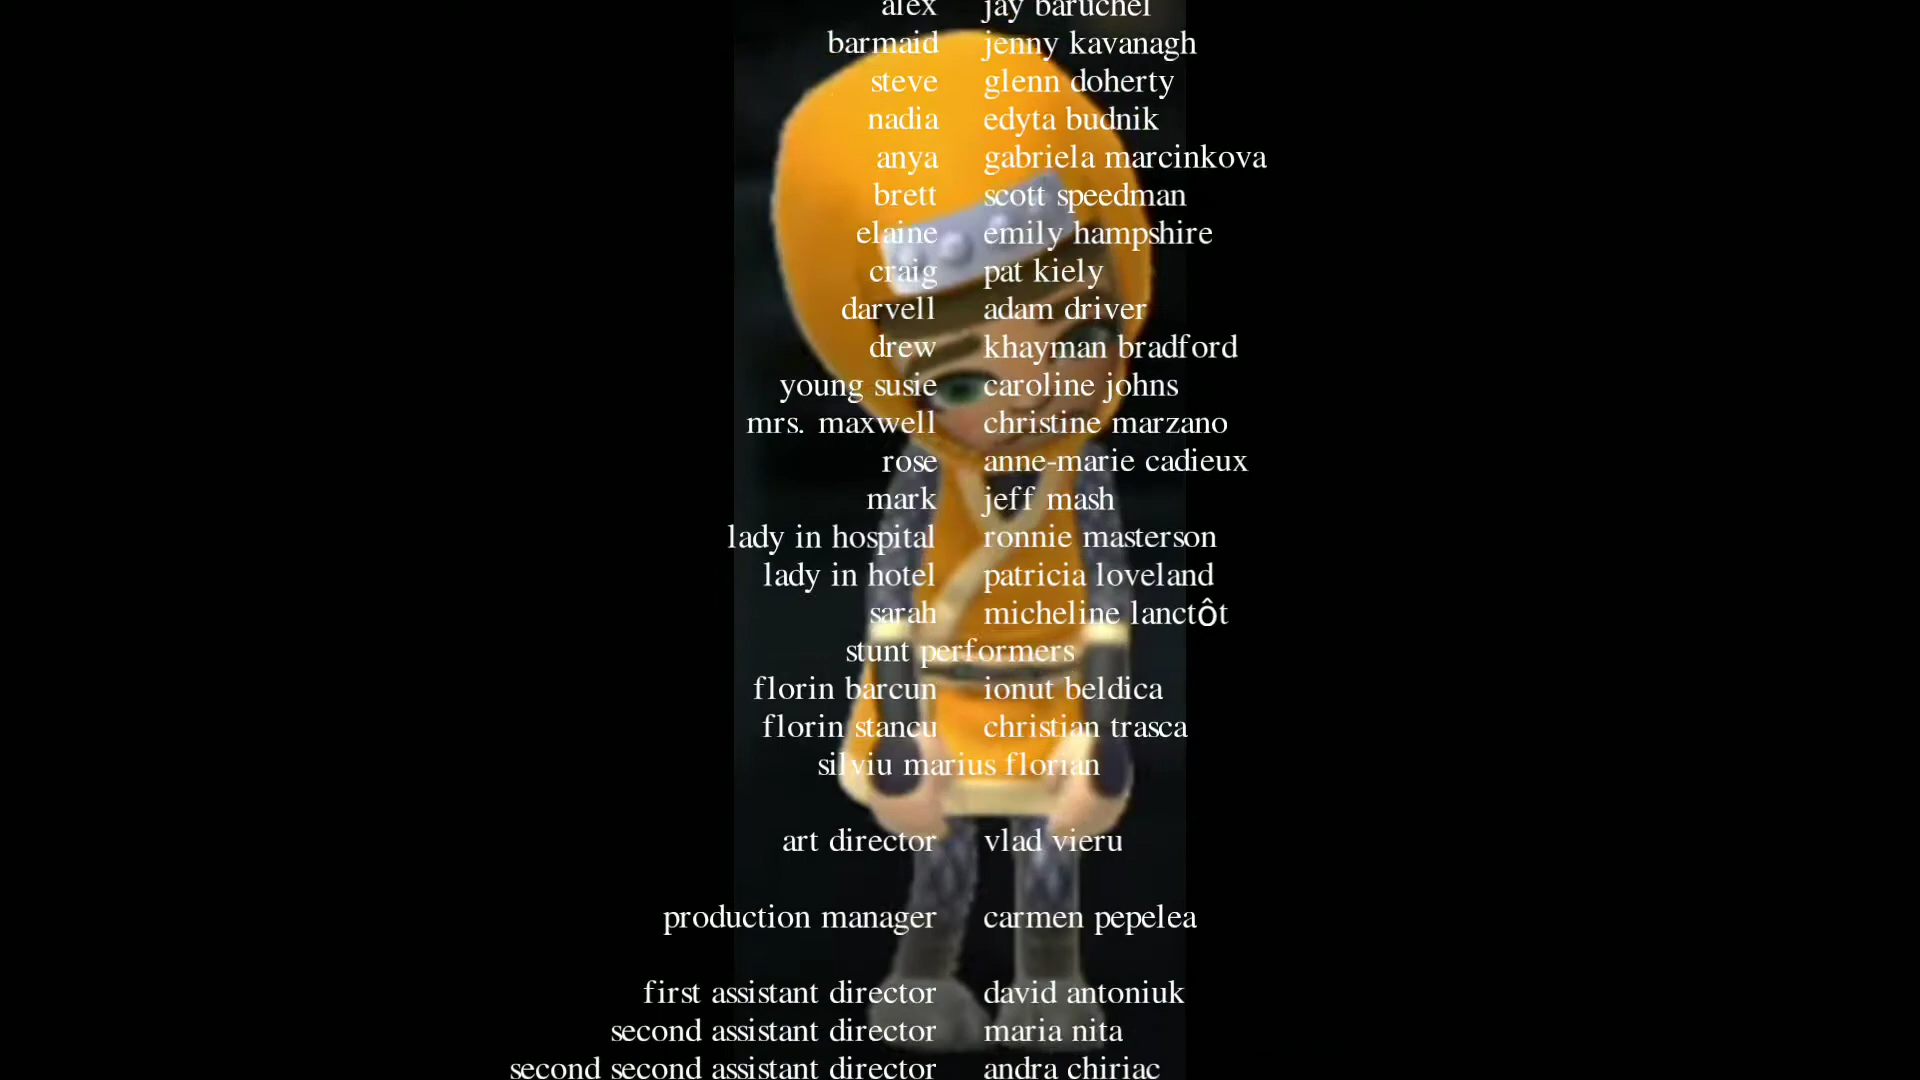 alex jay baruchel
barmaid jenny kavanagh
steve glenn doherty
nadia edyta budnik
anya gabriela marcinkova
brett scott speedman
elaine emily hampshire
craig pat kiely
darvell adam driver
drew khayman bradford
young susie caroline johns
mrs. maxwell christine marzano
rose anne-marie cadieux
mark jeff mash
lady in hospital ronnie masterson
lady in hotel patricia loveland
sarah micheline lanctôt
stunt performers
florin barcun ionut beldica
florin stancu christian trasca
silviu marius florian
art director vlad vieru
production manager carmen pepelea
first assistant director david antoniuk
second assistant director maria nita
second second assistant director andra chiriac